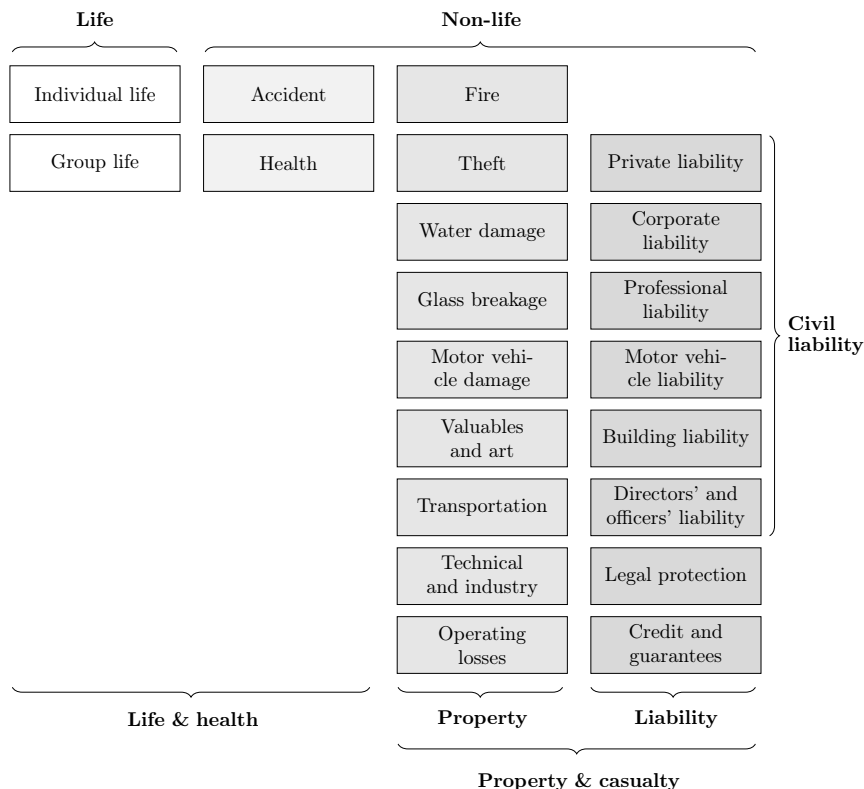 Life
Non-life
Individual life
Accident
Fire
Group life
Health
Theft
Private liability
Water damage
Corporate
liability
Glass breakage
Professional
liability
Civil
liability
Motor vehi-
cle damage
Motor vehi-
cle liability
Valuables
and art
Building liability
Transportation
Directors' and
officers' liability
Technical
and industry
Legal protection
Operating
losses
Credit and
guarantees
Life & health
Property
Liability
Property & casualty